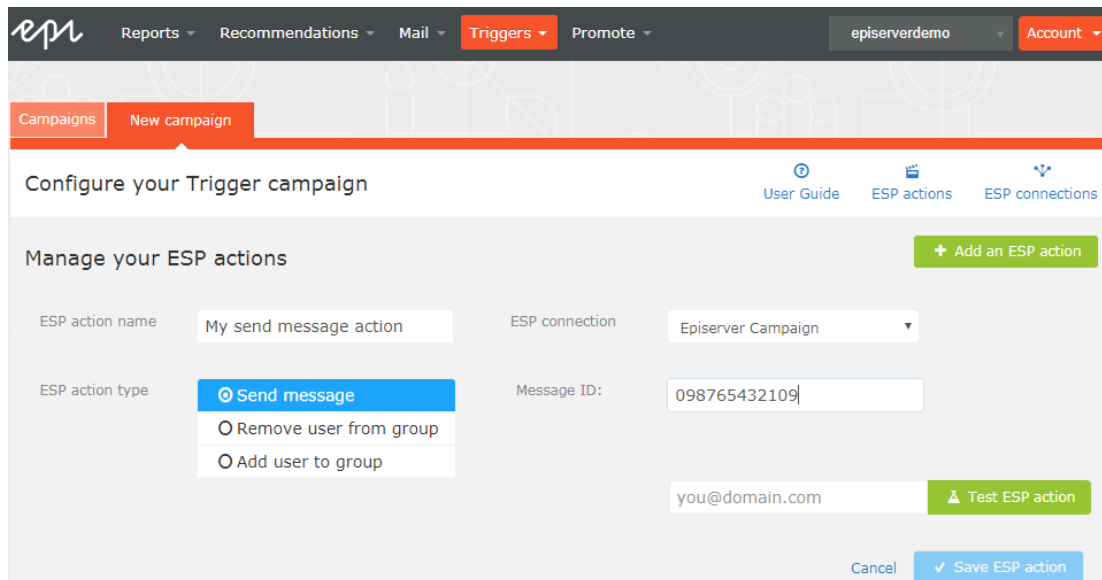 epi Reports Recommendations Mail Triggers Promote episerverdemo Account
Campaigns New campaign
Configure your Trigger campaign User Guide ESP actions ESP connections
Manage your ESP actions + Add an ESP action
ESP action name My send message action ESP connection Episerver Campaign
ESP action type Send message Message ID: 098765432109
Remove user from group
Add user to group
you@domain.com Test ESP action
Cancel Save ESP action